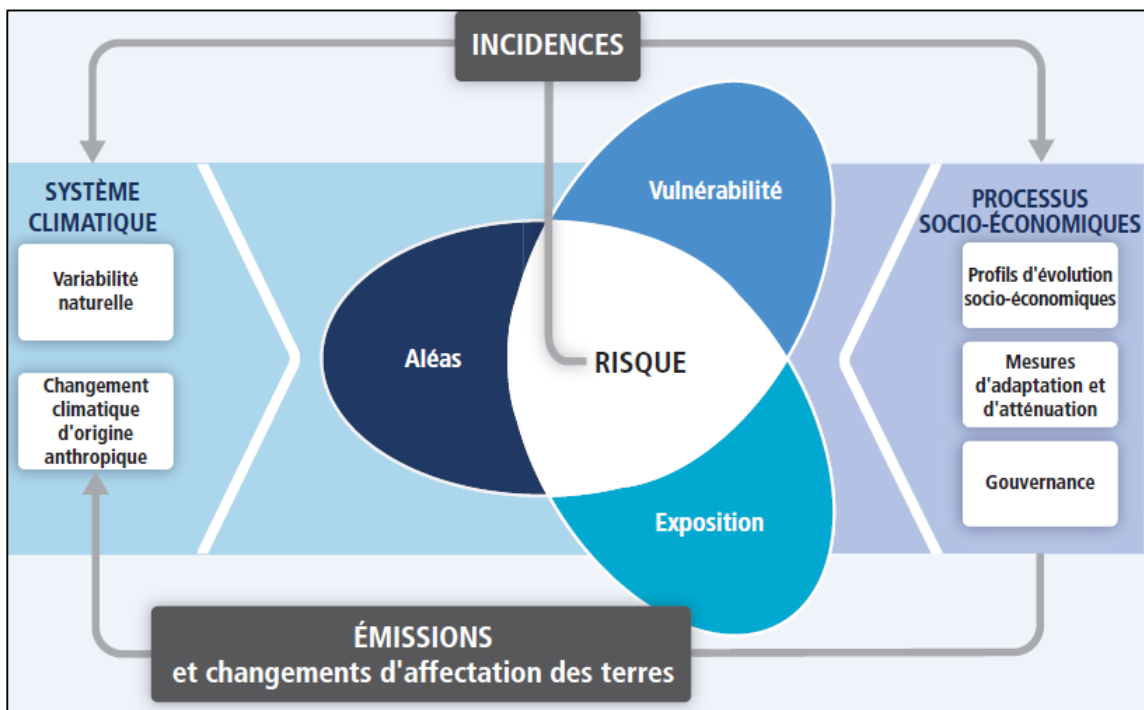 INCIDENCES
SYSTÈME
CLIMATIQUE
Variabilité
naturelle
Changement
climatique
d'origine
anthropique
Vulnérabilité
Aléas
RISQUE
Exposition
PROCESSUS
SOCIO-ÉCONOMIQUES
Profils d'évolution
socio-économiques
Mesures
d'adaptation et
d'atténuation
Gouvernance
ÉMISSIONS
et changements d'affectation des terres